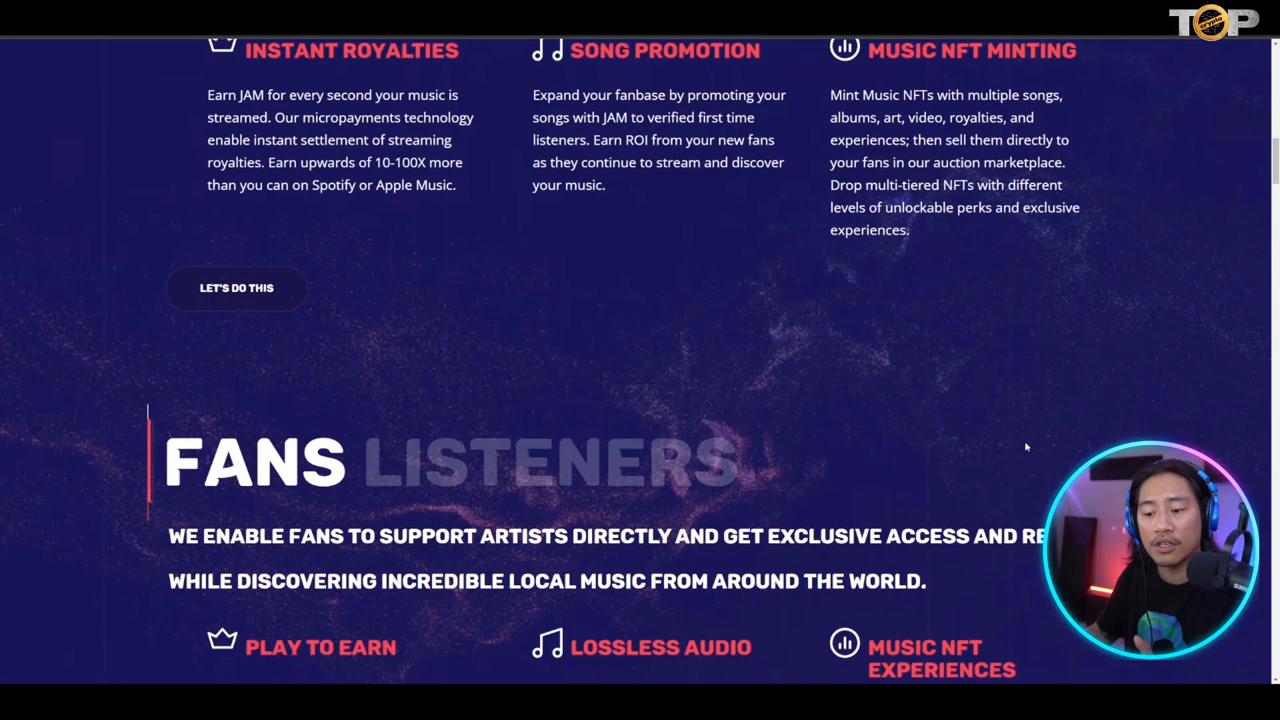 TOP
crypto
INSTANT ROYALTIES
Earn JAM for every second your music is
streamed. Our micropayments technology
enable instant settlement of streaming
royalties. Earn upwards of 10-100X more
than you can on Spotify or Apple Music.
SONG PROMOTION
Expand your fanbase by promoting your
songs with JAM to verified first time
listeners. Earn ROI from your new fans
as they continue to stream and discover
your music.
MUSIC NFT MINTING
Mint Music NFTs with multiple songs,
albums, art, video, royalties, and
experiences; then sell them directly to
your fans in our auction marketplace.
Drop multi-tiered NFTs with different
levels of unlockable perks and exclusive
experiences.
LET'S DO THIS
FANS LISTENERS
WE ENABLE FANS TO SUPPORT ARTISTS DIRECTLY AND GET EXCLUSIVE ACCESS AND RE
WHILE DISCOVERING INCREDIBLE LOCAL MUSIC FROM AROUND THE WORLD.
PLAY TO EARN
LOSSLESS AUDIO
MUSIC NFT
EXPERIENCES